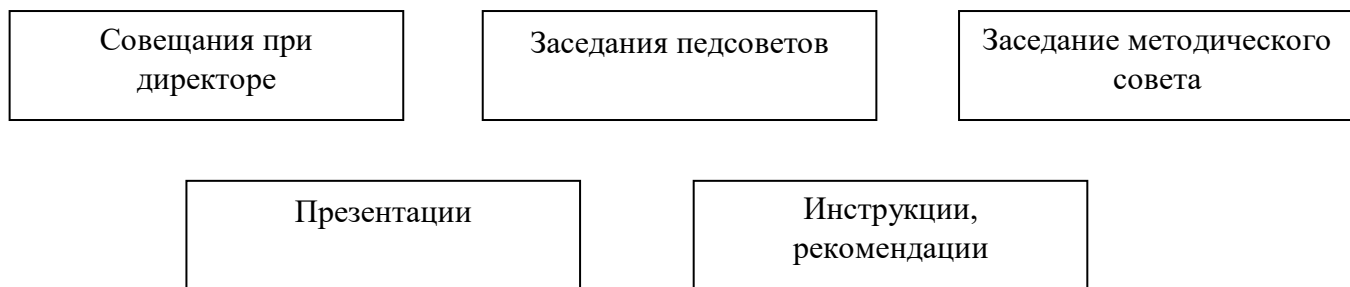 Совещания при
директоре
Заседания педсоветов
Заседание методического
совета
Презентации
Инструкции,
рекомендации